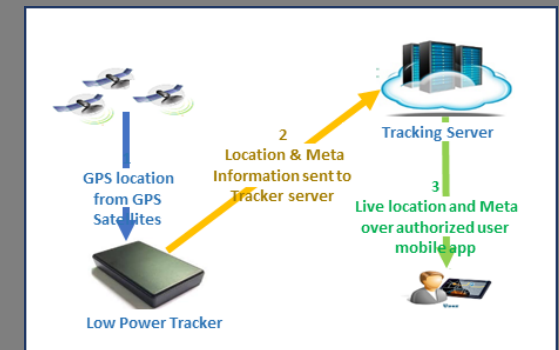 GPS location
from GPS
Satellites
Low Power Tracker
2
Location & Meta
Information sent to
Tracker server
Tracking Server
3
Live location and Meta
over authorized user
mobile app